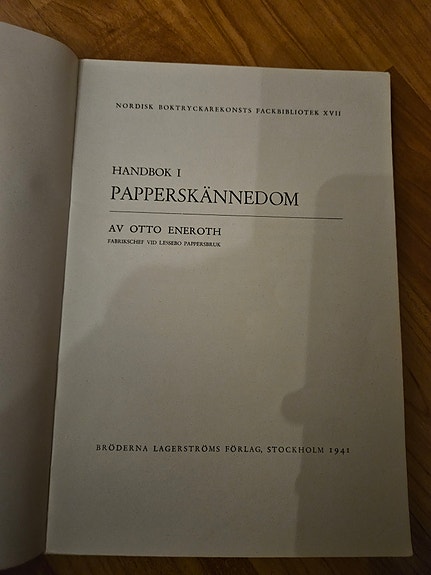 NORDISK BOKTRYCKAREKONSTS FACKBIBLIOTEK XVII
HANDBOK I
PAPPERSKÄNNEDOM
AV OTTO ENEROTH
FABRIKSCHEF VID LESSEBO PAPPERSBRUK
BRÖDERNA LAGERSTRÖMS FÖRLAG, STOCKHOLM 1941